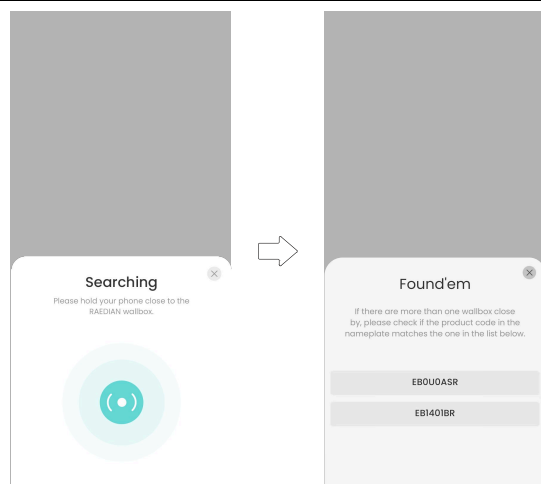 Searching
Please hold your phone close to the
RAEDIAN wallbox.
Found'em
If there are more than one wallbox close
by, please check if the product code in the
nameplate matches the one in the list below.
EB0U0ASR
EB1401BR